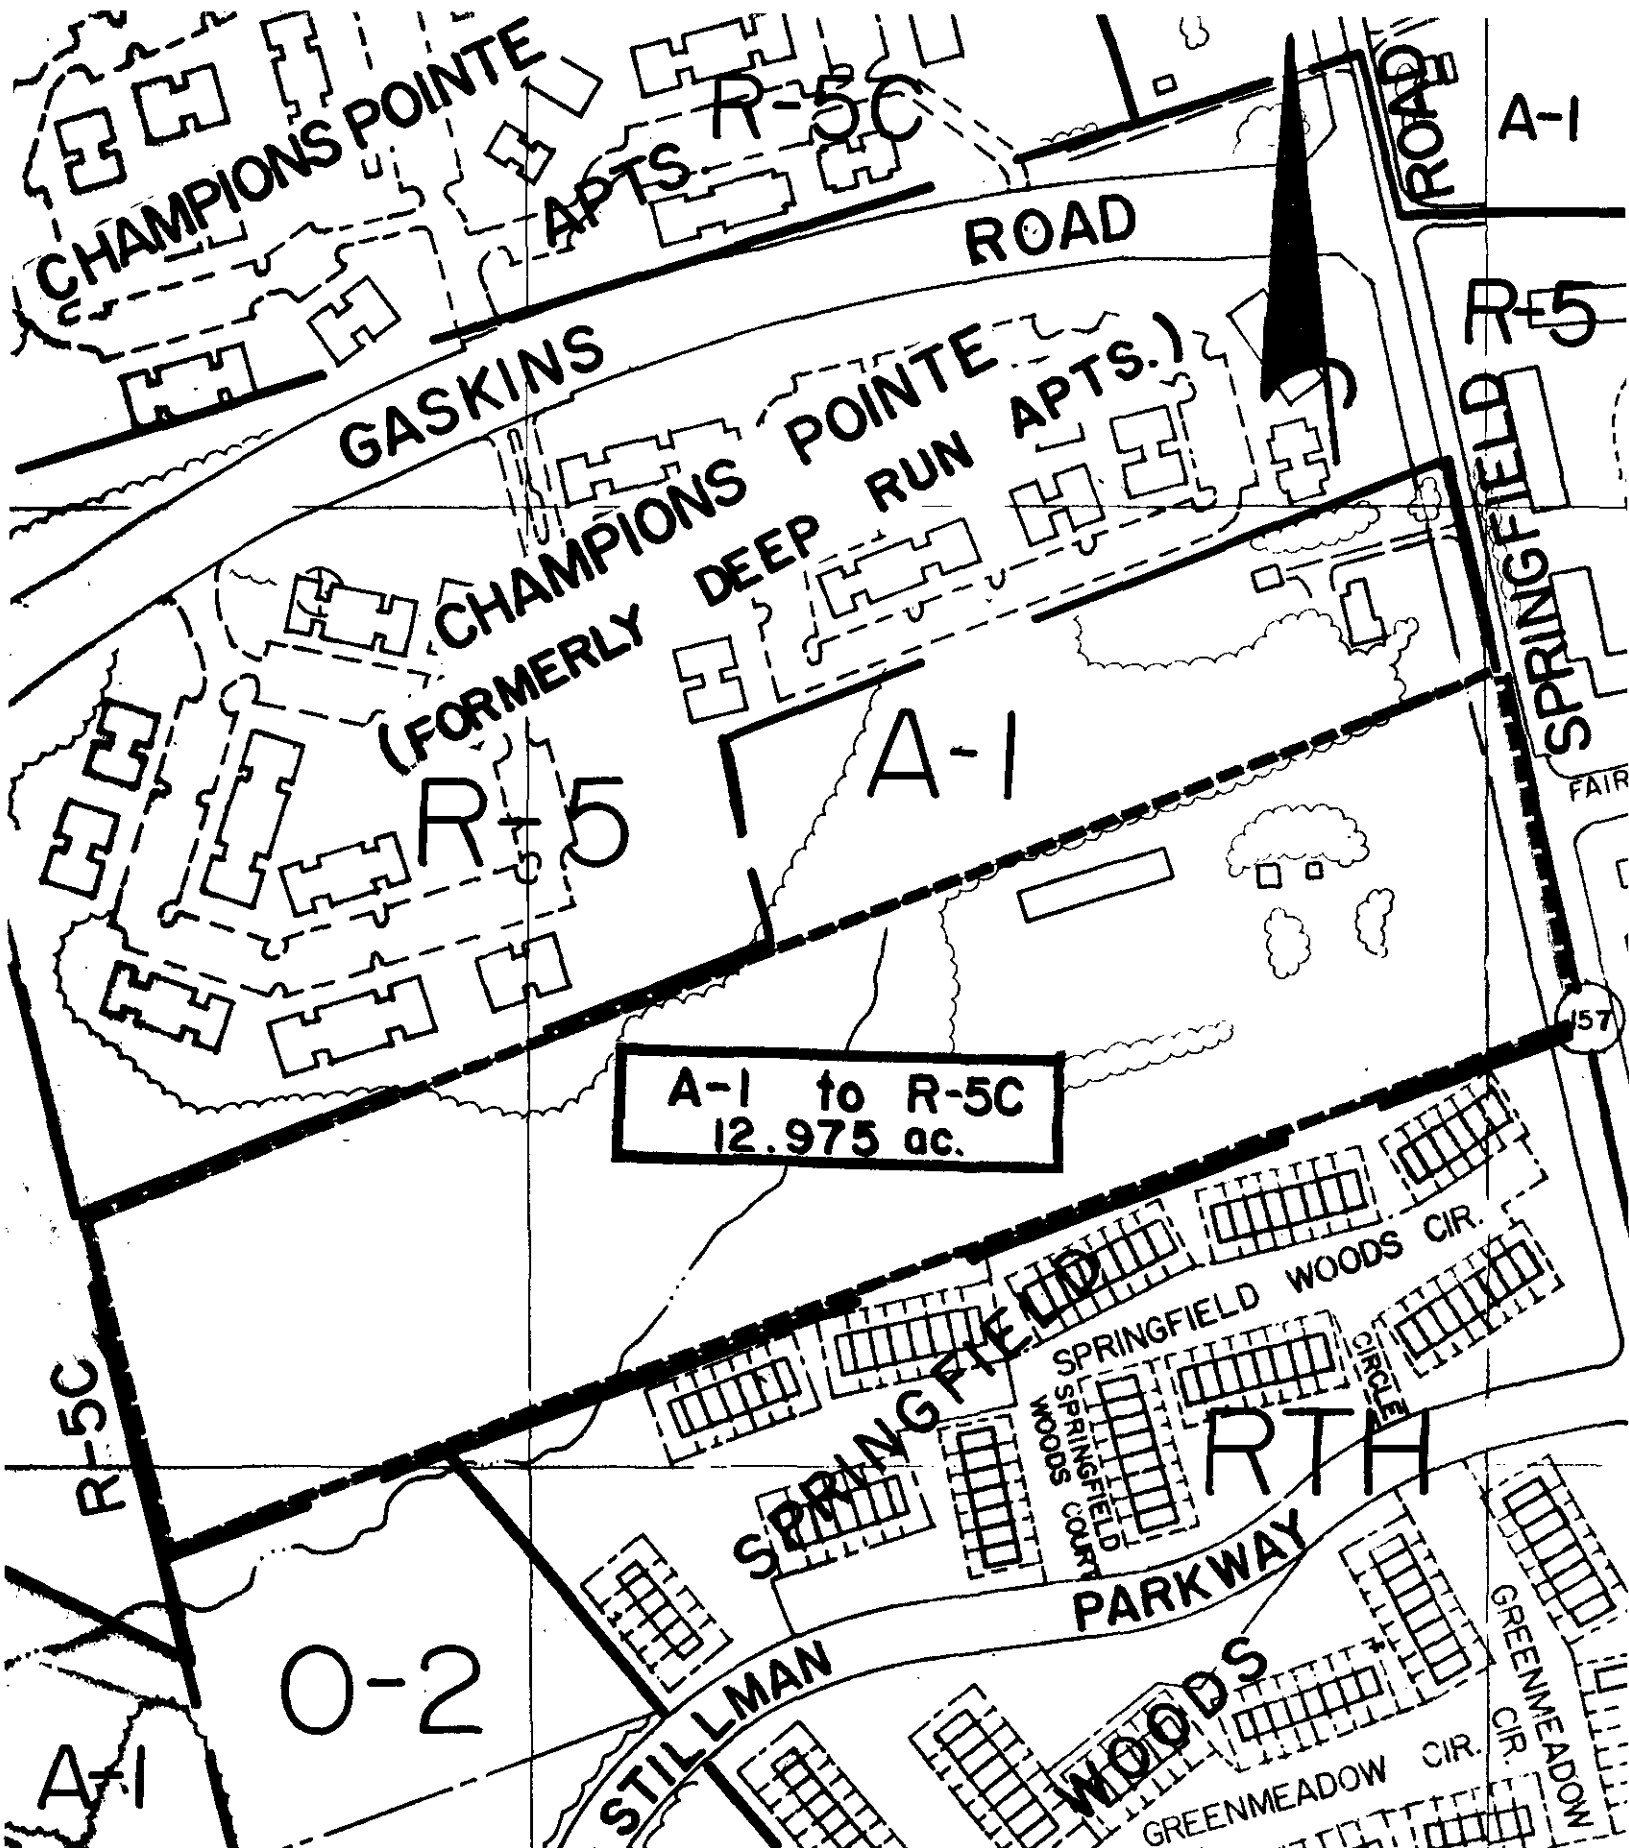 CHAMPIONS POINTE
APTS.
R-5C
ROAD
A-1
ROAD
GASKINS
R-5
CHAMPIONS POINTE
(FORMERLY DEEP RUN APTS.)
SPRINGFIELD
A-1
R-5
FAIR
157
A-1 to R-5C
12.975 ac.
R-5C
SPRINGFIELD WOODS CIR.
SPRINGFIELD
WOODS
CIRCLE
SPRINGFIELD
WOODS COURT
RTH
STILLMAN PARKWAY
O-2
A-1
GREENMEADOW CIR.
GREENMEADOW
CIR.